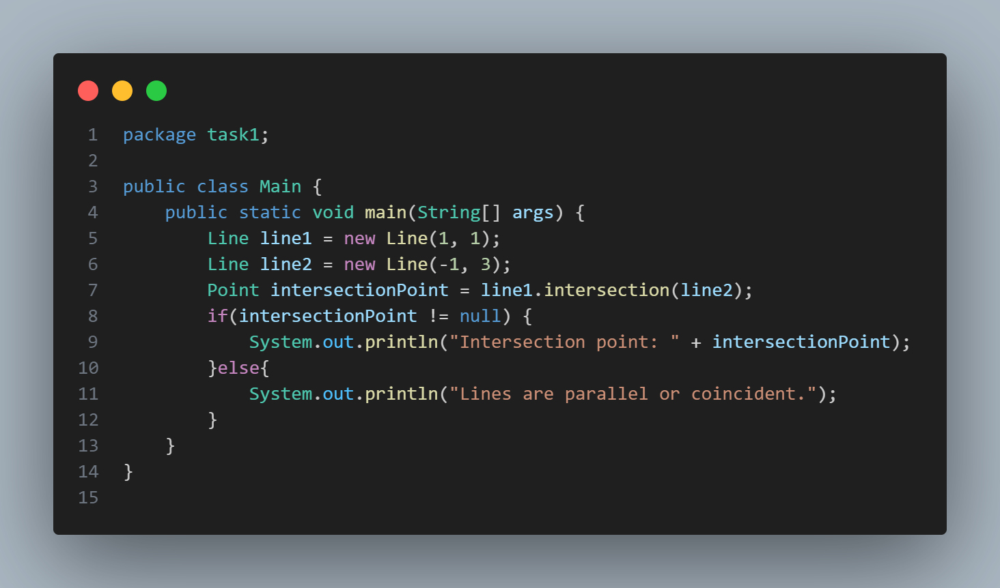 1 package task1;
2
3 public class Main {
4     public static void main(String[] args) {
5         Line line1 = new Line(1, 1);
6         Line line2 = new Line(-1, 3);
7         Point intersectionPoint = line1.intersection(line2);
8         if(intersectionPoint != null) {
9             System.out.println("Intersection point: " + intersectionPoint);
10         }else{
11             System.out.println("Lines are parallel or coincident.");
12         }
13     }
14 }
15